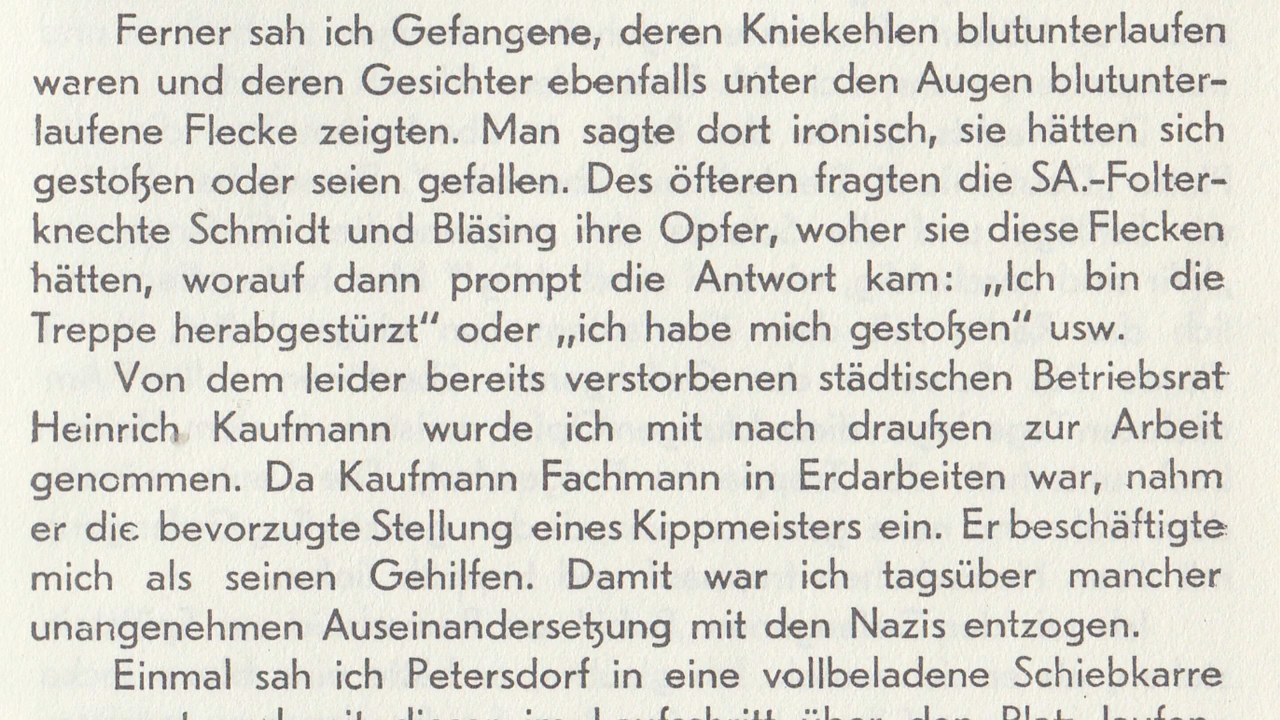 Ferner sah ich Gefangene, deren Kniekehlen blutunterlaufen
waren und deren Gesichter ebenfalls unter den Augen blutunter-
laufene Flecke zeigten. Man sagte dort ironisch, sie hätten sich
gestoßen oder seien gefallen. Des öfteren fragten die SA.-Folter-
knechte Schmidt und Bläsing ihre Opfer, woher sie diese Flecken
hätten, worauf dann prompt die Antwort kam: „Ich bin die
Treppe herabgestürzt“ oder „ich habe mich gestoßen“ usw.
Von dem leider bereits verstorbenen städtischen Betriebsrat
Heinrich Kaufmann wurde ich mit nach draußen zur Arbeit
genommen. Da Kaufmann Fachmann in Erdarbeiten war, nahm
er die bevorzugte Stellung eines Kippmeisters ein. Er beschäftigte
mich als seinen Gehilfen. Damit war ich tagsüber mancher
unangenehmen Auseinandersetzung mit den Nazis entzogen.
Einmal sah ich Petersdorf in eine vollbeladene Schiebkarre
im Laufschritt über den Platz laufen